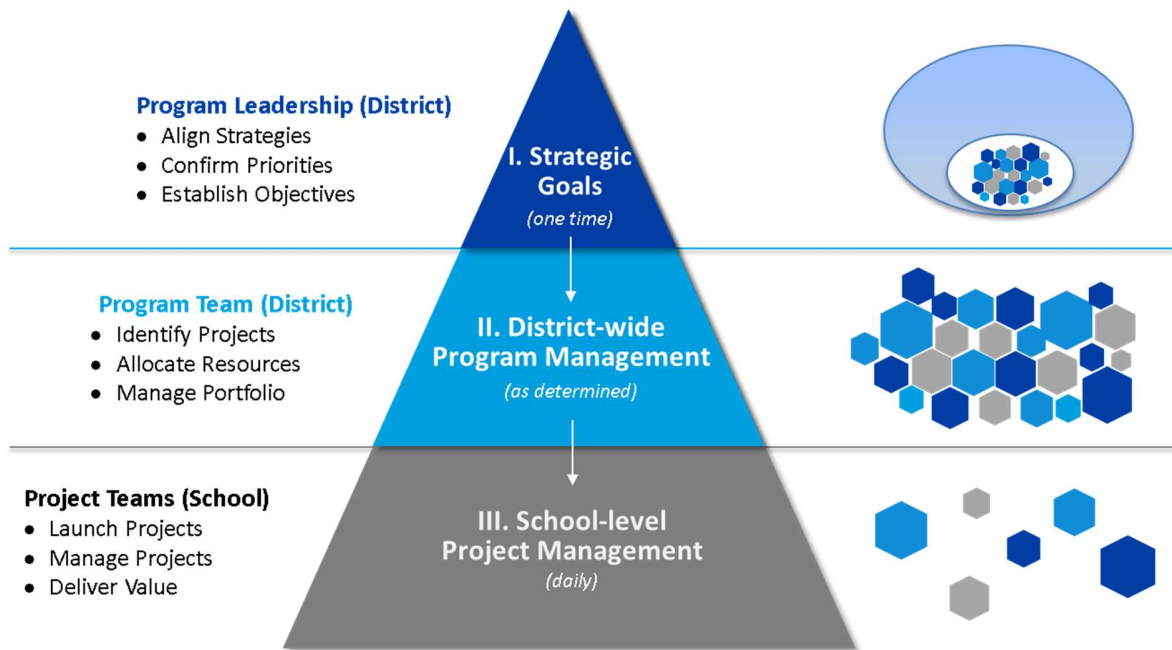 Program Leadership (District)
• Align Strategies
• Confirm Priorities
• Establish Objectives
I. Strategic
Goals
(one time)
Program Team (District)
• Identify Projects
• Allocate Resources
• Manage Portfolio
II. District-wide
Program Management
(as determined)
Project Teams (School)
• Launch Projects
• Manage Projects
• Deliver Value
III. School-level
Project Management
(daily)